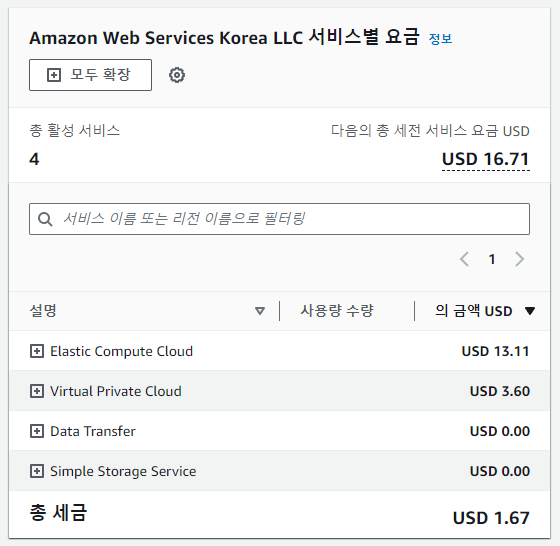 Amazon Web Services Korea LLC 서비스별 요금 정보
모두 확장
총 활성 서비스 다음의 총 세전 서비스 요금 USD
4 USD 16.71
서비스 이름 또는 리전 이름으로 필터링
1
설명 사용량 수량 의 금액 USD
Elastic Compute Cloud USD 13.11
Virtual Private Cloud USD 3.60
Data Transfer USD 0.00
Simple Storage Service USD 0.00
총 세금 USD 1.67